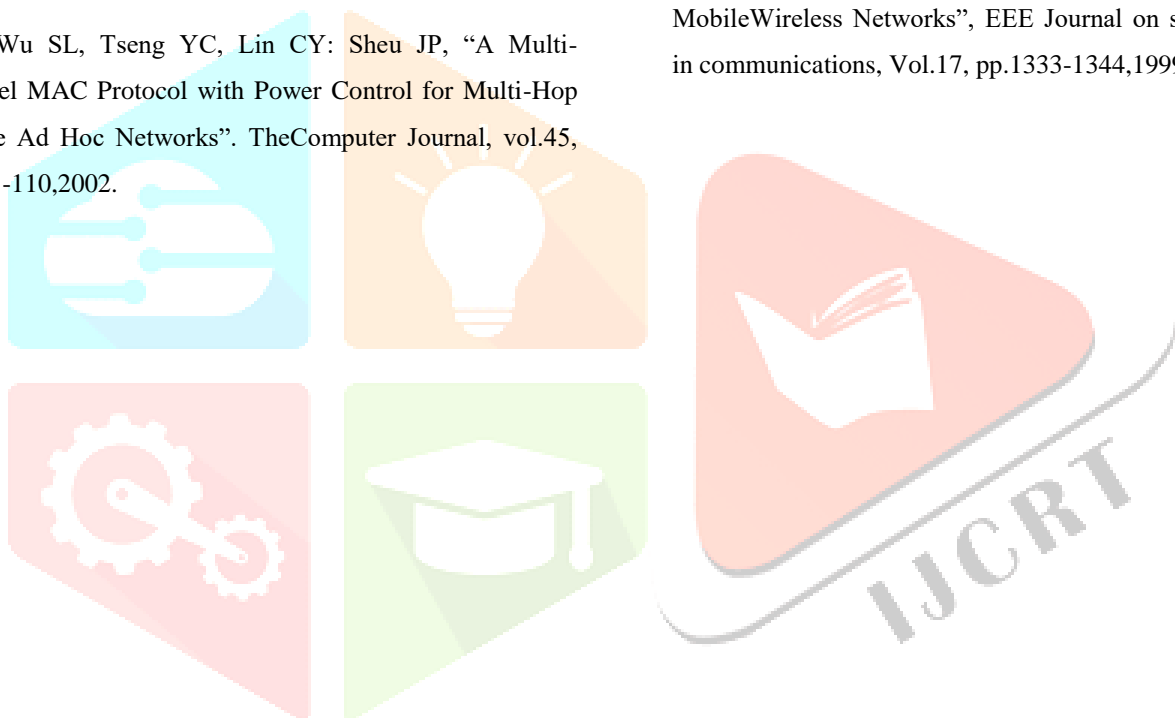 Wu SL, Tseng YC, Lin CY: Sheu JP, “A Multi-
el MAC Protocol with Power Control for Multi-Hop
e Ad Hoc Networks”. TheComputer Journal, vol.45,
-110,2002.
MobileWireless Networks”, EEE Journal on s
in communications, Vol.17, pp.1333-1344,1999
IJCRT